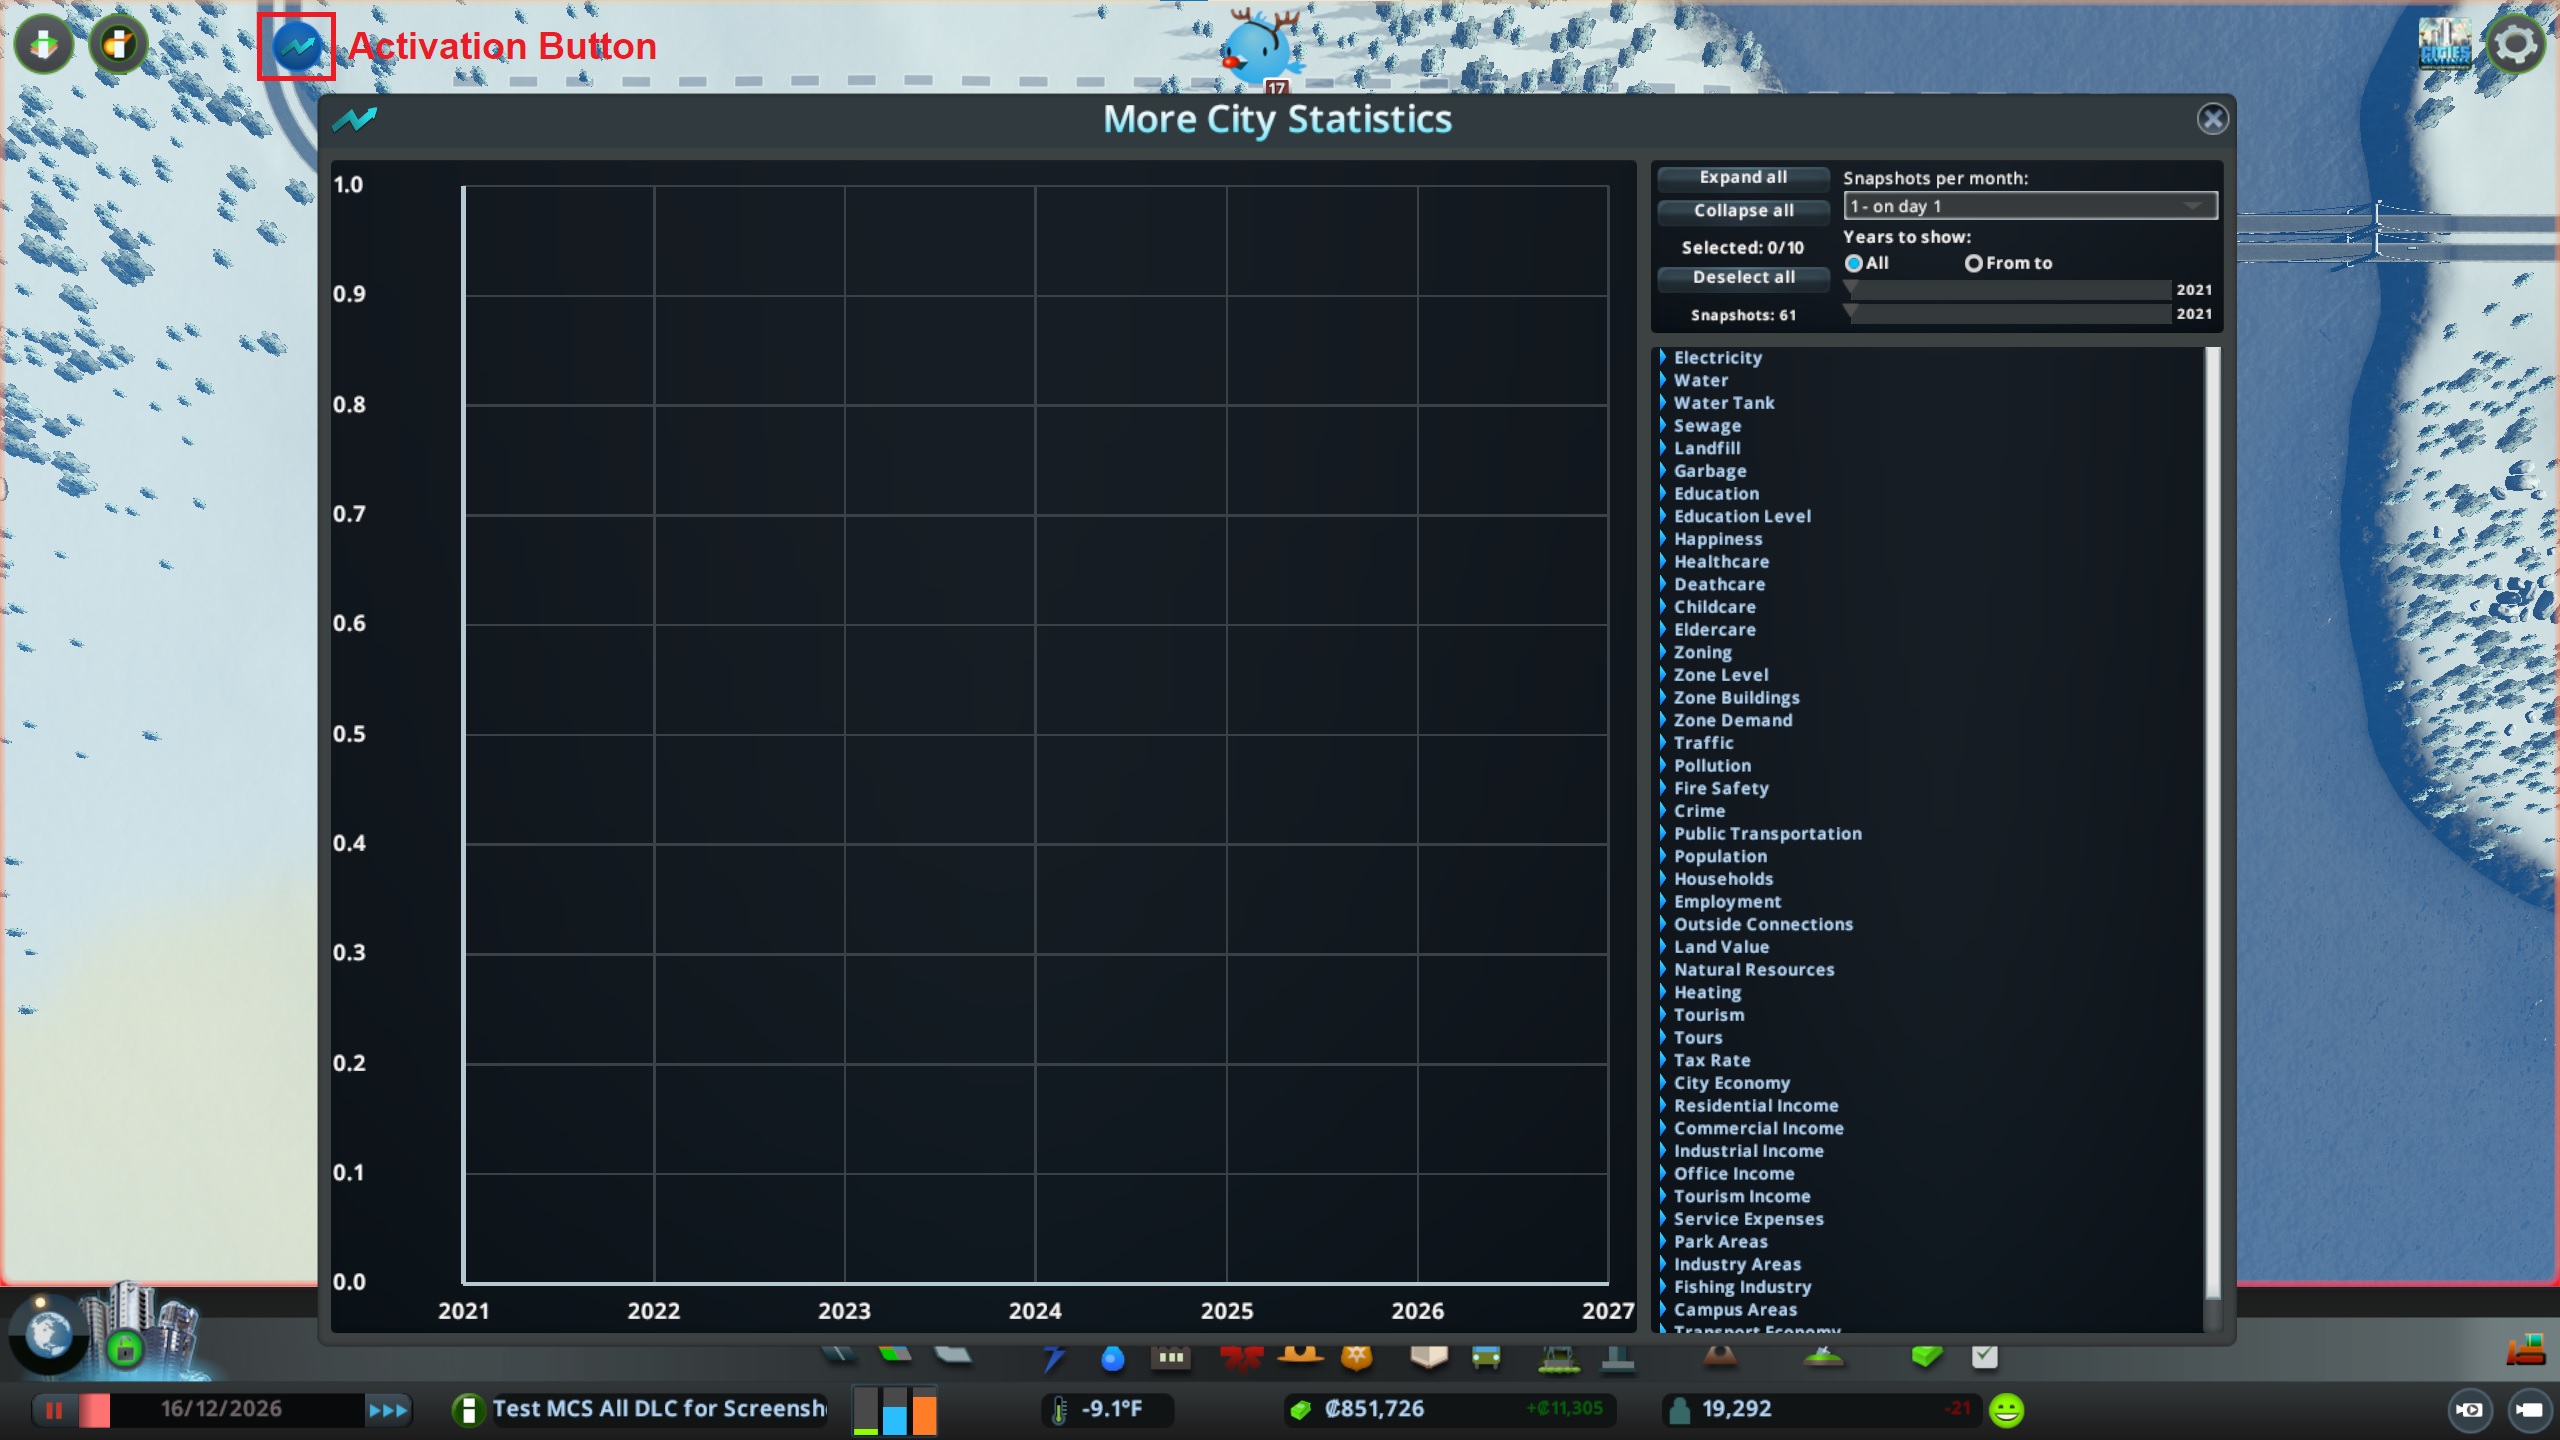 Activation Button
CITIES
17
More City Statistics
1.0
0.9
0.8
0.7
0.6
0.5
0.4
0.3
0.2
0.1
0.0
2021 2022 2023 2024 2025 2026 2027
Expand all
Collapse all
Selected: 0/10
Deselect all
Snapshots: 61
Snapshots per month:
1 - on day 1
Years to show:
All From to
2021
2021
Electricity
Water
Water Tank
Sewage
Landfill
Garbage
Education
Education Level
Happiness
Healthcare
Deathcare
Childcare
Eldercare
Zoning
Zone Level
Zone Buildings
Zone Demand
Traffic
Pollution
Fire Safety
Crime
Public Transportation
Population
Households
Employment
Outside Connections
Land Value
Natural Resources
Heating
Tourism
Tours
Tax Rate
City Economy
Residential Income
Commercial Income
Industrial Income
Office Income
Tourism Income
Service Expenses
Park Areas
Industry Areas
Fishing Industry
Campus Areas
Transport Economy
16/12/2026
Test MCS All DLC for Screensh
-9.1°F
₡851,726 +₡11,305
19,292 -21